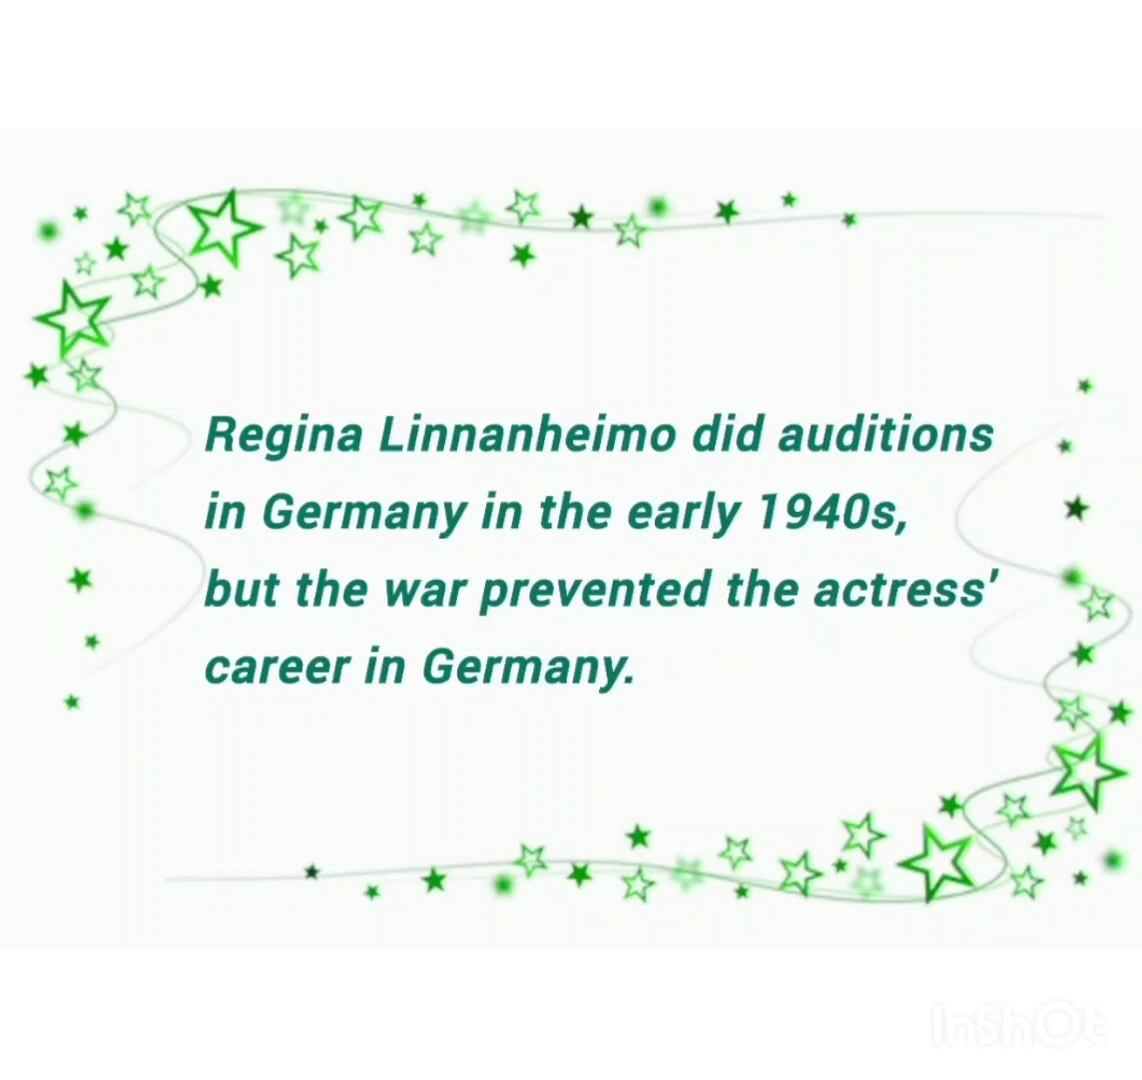 Regina Linnanheimo did auditions
in Germany in the early 1940s,
but the war prevented the actress'
career in Germany.
InShOt